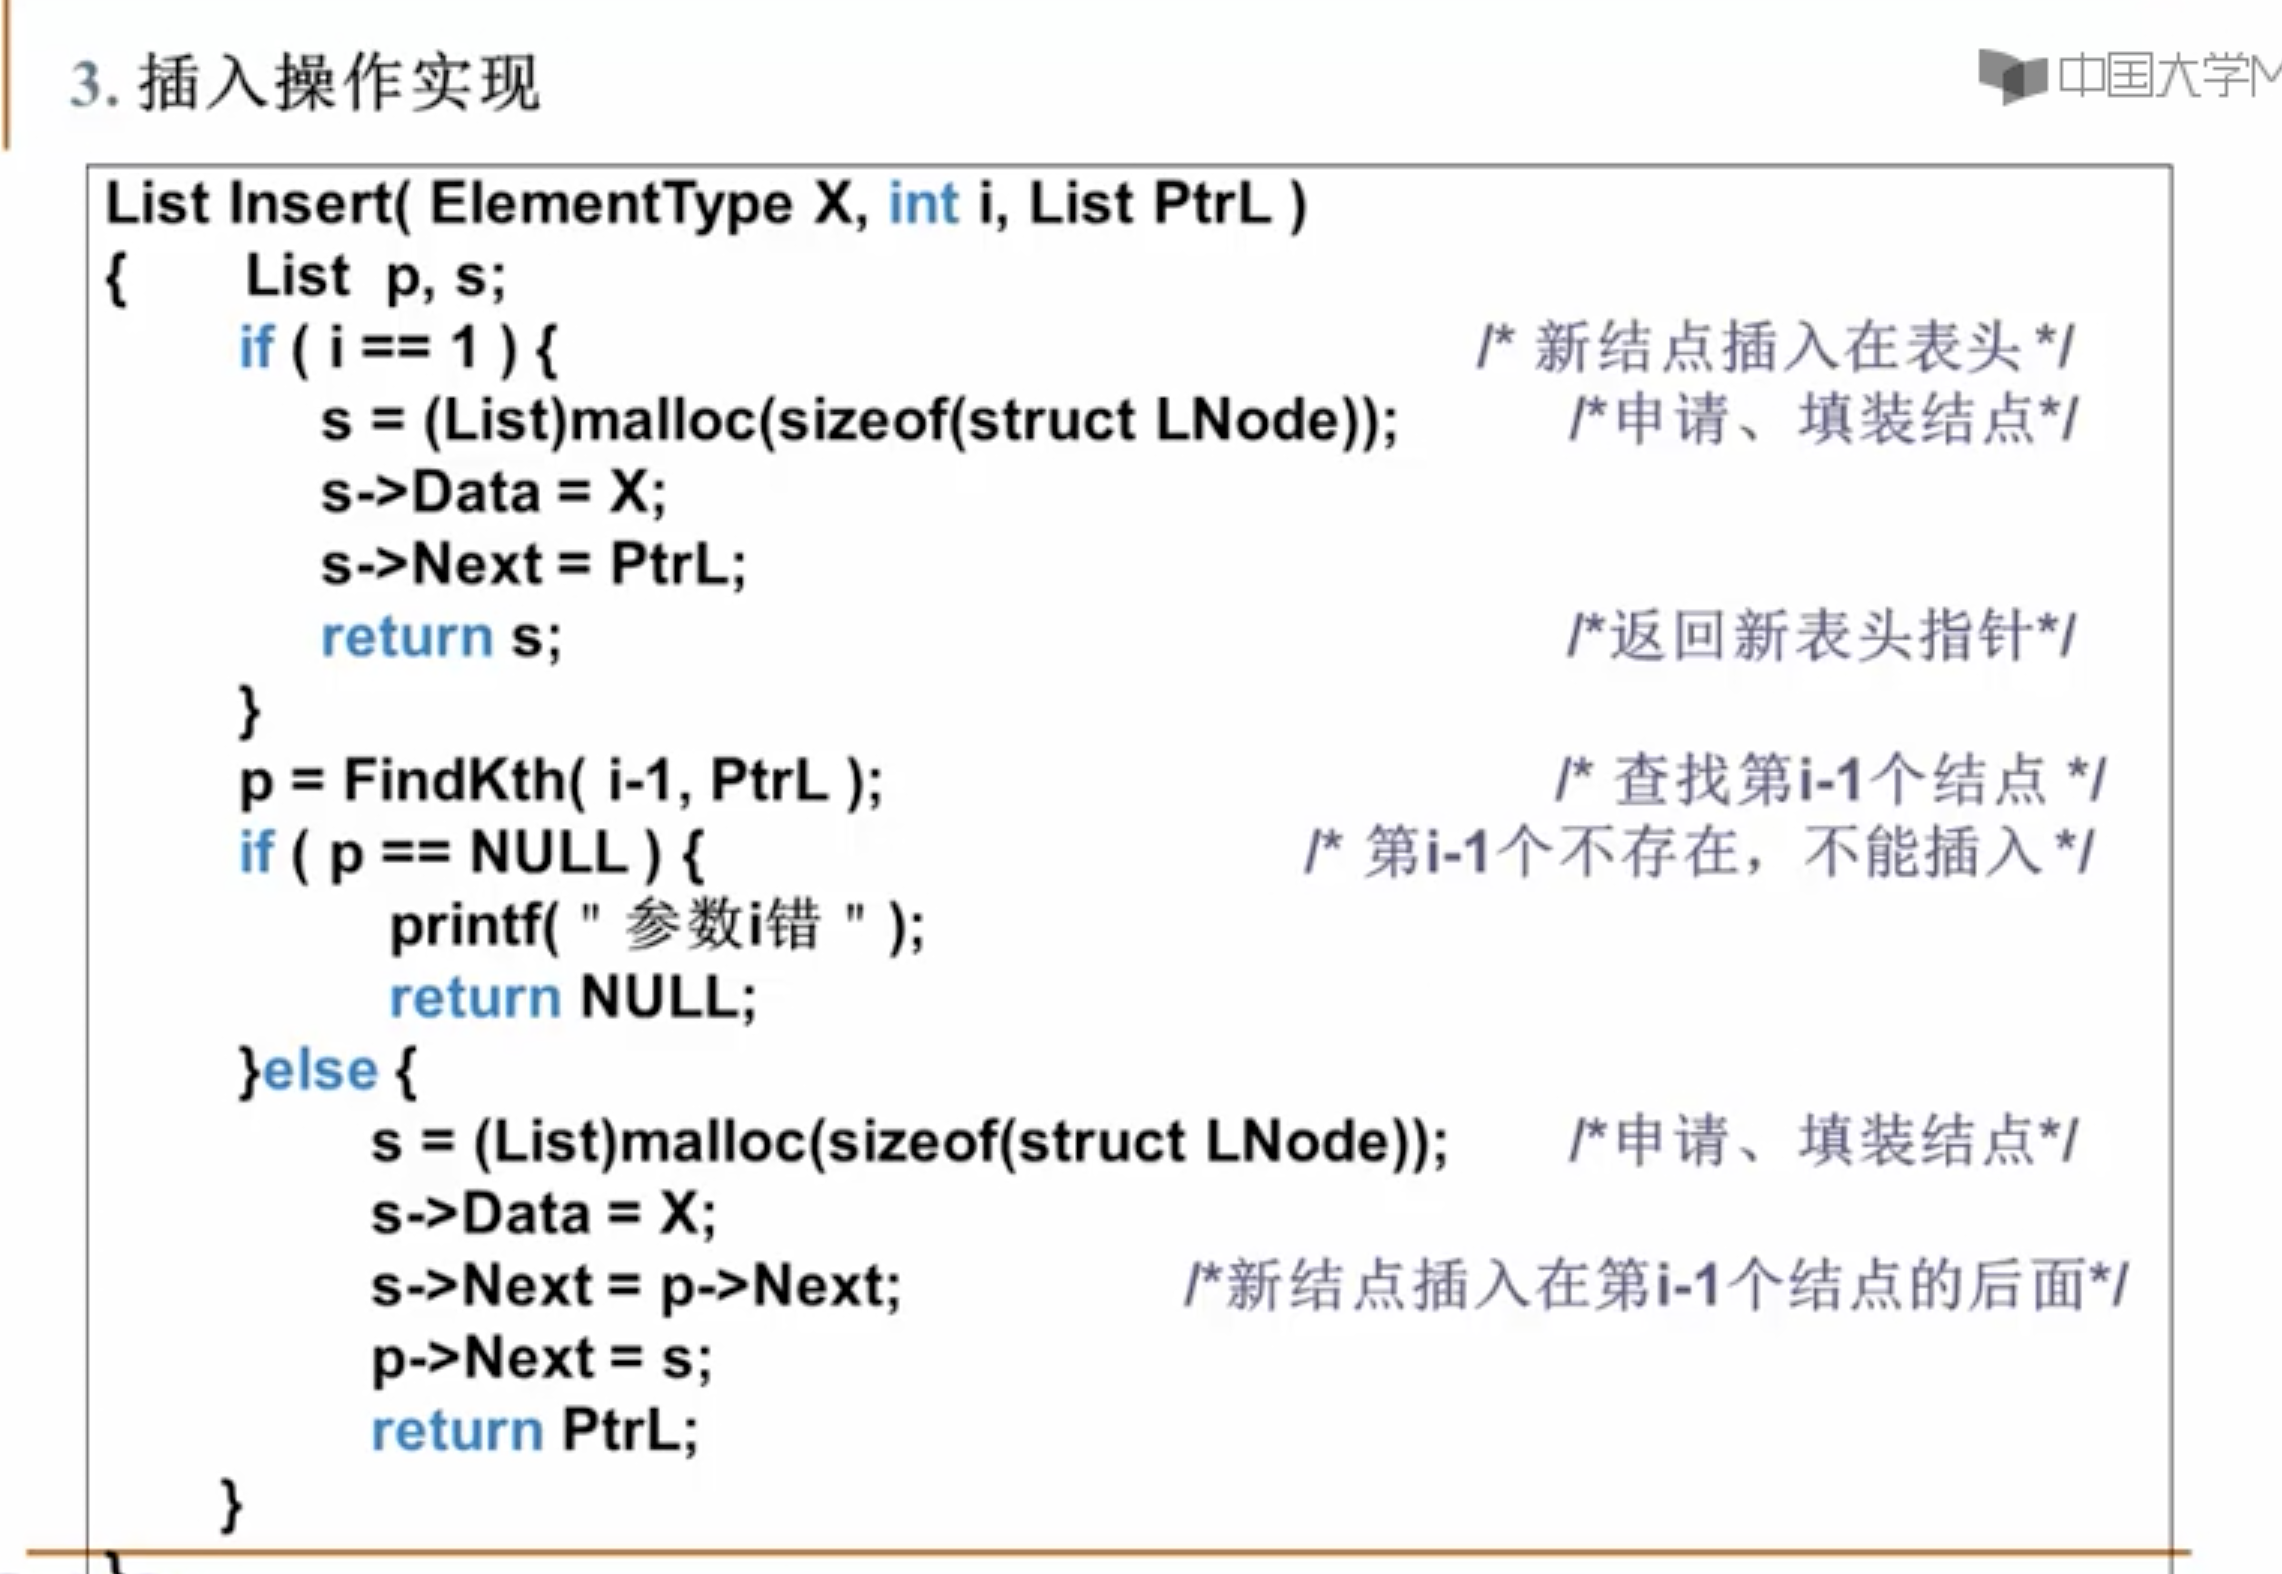 3. 插入操作实现
中国大学M
List Insert( ElementType X, int i, List PtrL )
{ List p, s;
if ( i == 1 ) { /* 新结点插入在表头 */
s = (List)malloc(sizeof(struct LNode)); /*申请、填装结点*/
s->Data = X;
s->Next = PtrL;
return s; /*返回新表头指针*/
}
p = FindKth( i-1, PtrL ); /* 查找第i-1个结点 */
if ( p == NULL ) { /* 第i-1个不存在，不能插入 */
printf( " 参数i错 " );
return NULL;
}else {
s = (List)malloc(sizeof(struct LNode)); /*申请、填装结点*/
s->Data = X;
s->Next = p->Next; /*新结点插入在第i-1个结点的后面*/
p->Next = s;
return PtrL;
}
}